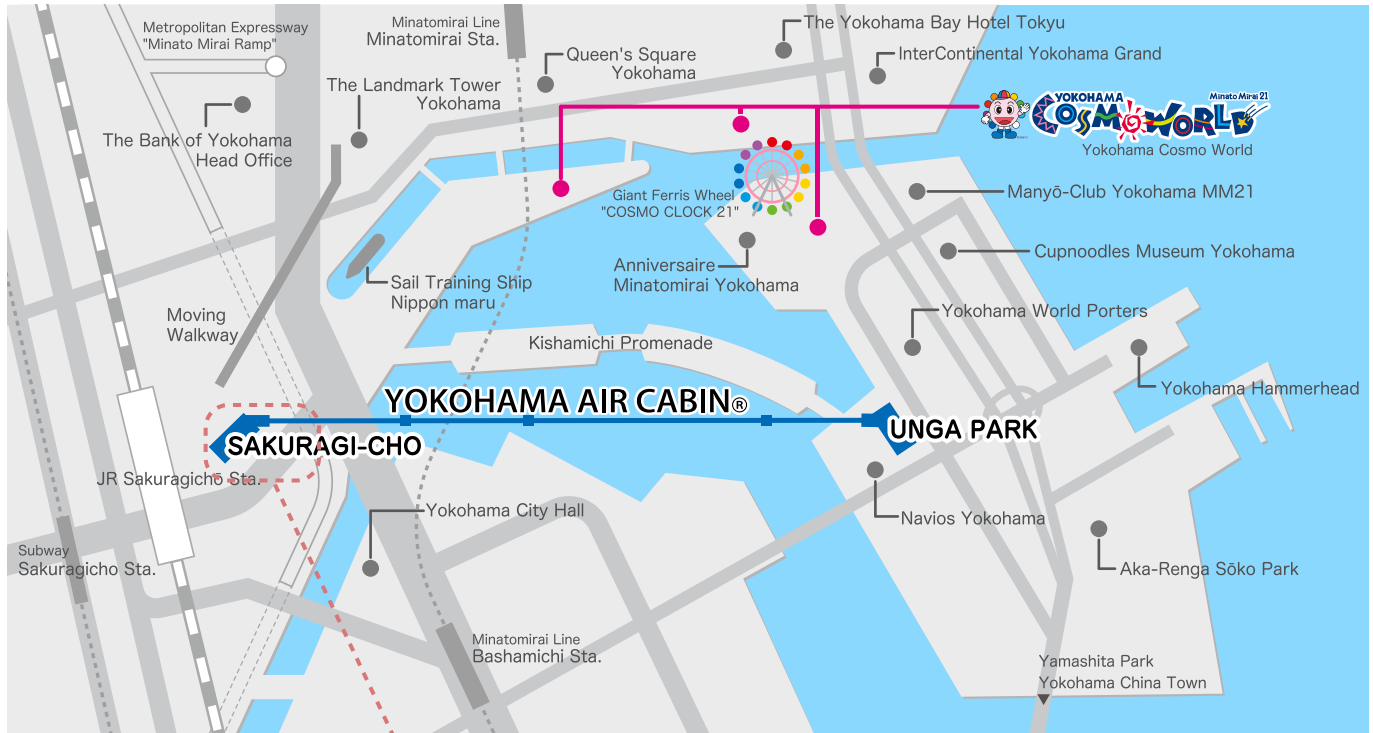 Metropolitan Expressway
"Minato Mirai Ramp"
Minatomirai Line
Minatomirai Sta.
The Yokohama Bay Hotel Tokyu
Queen's Square
Yokohama
InterContinental Yokohama Grand
The Landmark Tower
Yokohama
YOKOHAMA
Minato Mirai 21
COSMOWORLD
Yokohama Cosmo World
The Bank of Yokohama
Head Office
Giant Ferris Wheel
"COSMO CLOCK 21"
Manyō-Club Yokohama MM21
Cupnoodles Museum Yokohama
Anniversaire
Minatomirai Yokohama
Sail Training Ship
Nippon maru
Moving
Walkway
Yokohama World Porters
Kishamichi Promenade
Yokohama Hammerhead
YOKOHAMA AIR CABIN®
UNGA PARK
SAKURAGI-CHO
JR Sakuragichō Sta.
Yokohama City Hall
Navios Yokohama
Subway
Sakuragicho Sta.
Aka-Renga Sōko Park
Minatomirai Line
Bashamichi Sta.
Yamashita Park
Yokohama China Town